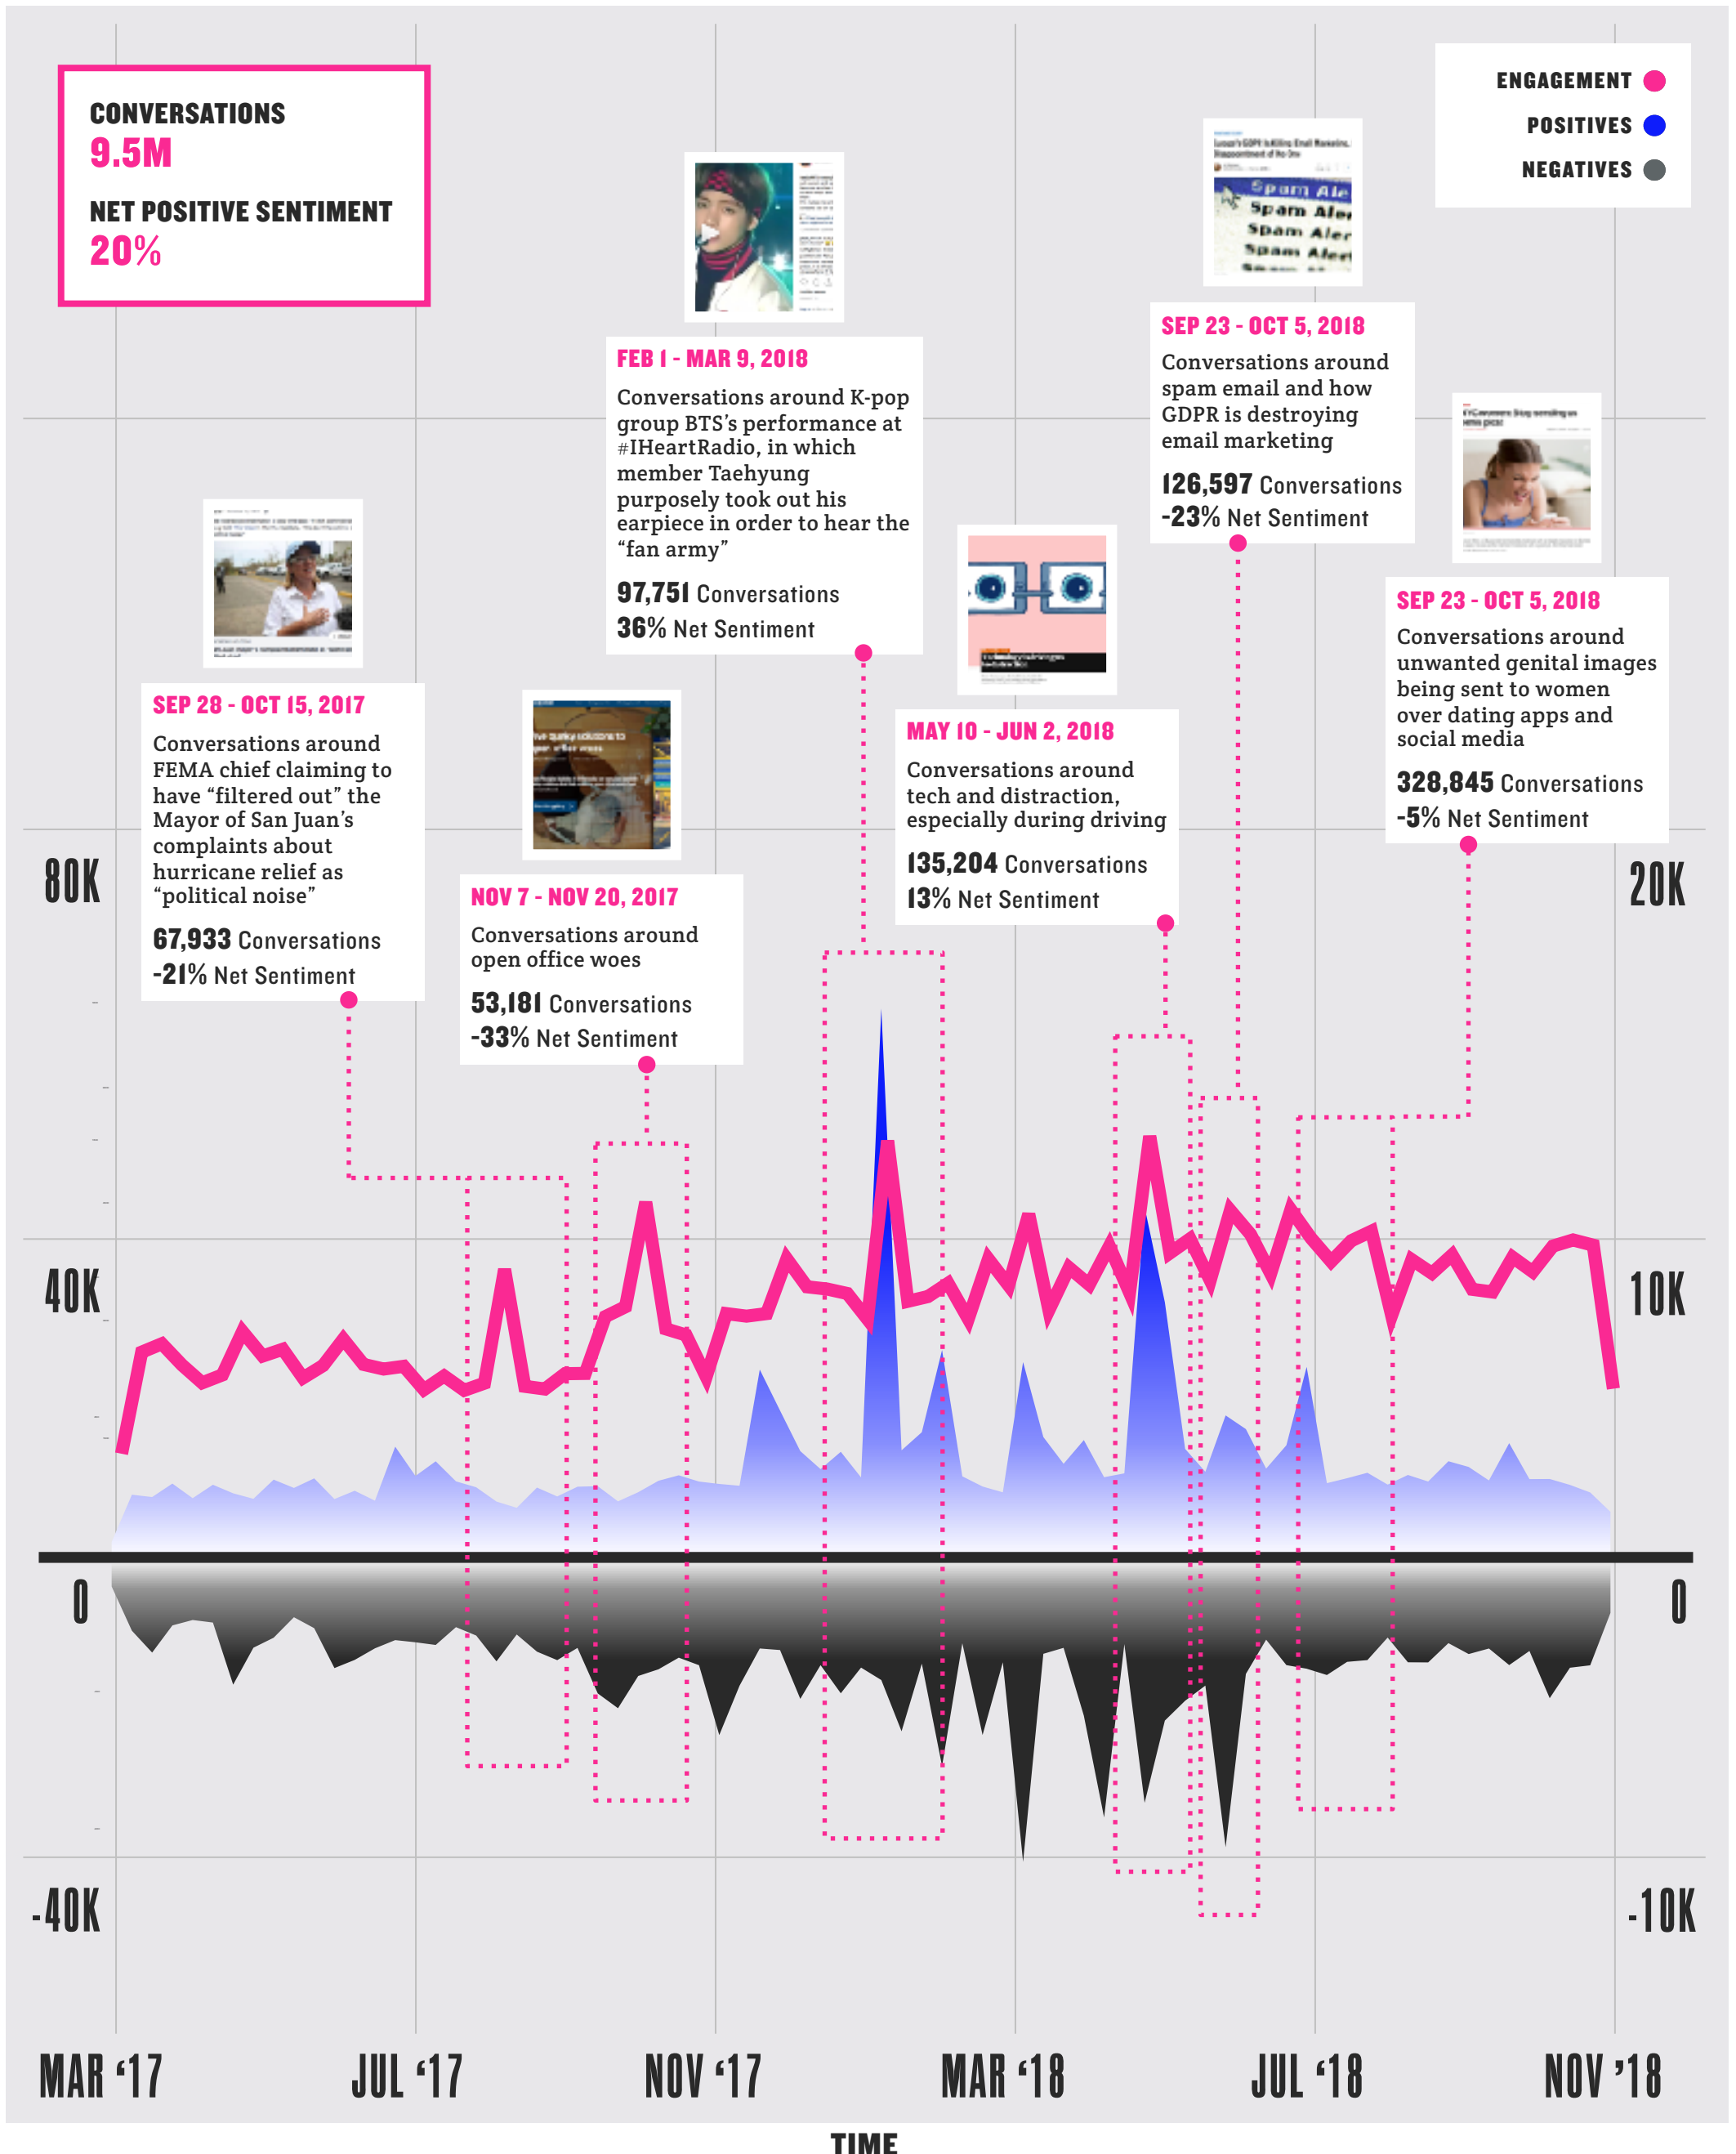 CONVERSATIONS
9.5M
NET POSITIVE SENTIMENT
20%
ENGAGEMENT
POSITIVES
NEGATIVES
Spam Ale
Spam Aler
Spam Aler
Spam Alert
FEB 1 - MAR 9, 2018
Conversations around K-pop
group BTS’s performance at
#IHeartRadio, in which
member Taehyung
purposely took out his
earpiece in order to hear the
“fan army”
97,751 Conversations
36% Net Sentiment
SEP 23 - OCT 5, 2018
Conversations around
spam email and how
GDPR is destroying
email marketing
126,597 Conversations
-23% Net Sentiment
SEP 23 - OCT 5, 2018
Conversations around
unwanted genital images
being sent to women
over dating apps and
social media
328,845 Conversations
-5% Net Sentiment
SEP 28 - OCT 15, 2017
Conversations around
FEMA chief claiming to
have “filtered out” the
Mayor of San Juan’s
complaints about
hurricane relief as
“political noise”
67,933 Conversations
-21% Net Sentiment
NOV 7 - NOV 20, 2017
Conversations around
open office woes
53,181 Conversations
-33% Net Sentiment
MAY 10 - JUN 2, 2018
Conversations around
tech and distraction,
especially during driving
135,204 Conversations
13% Net Sentiment
80K
20K
40K
10K
0
0
-40K
-10K
MAR ‘17
JUL ‘17
NOV ‘17
MAR ‘18
JUL ‘18
NOV ’18
TIME